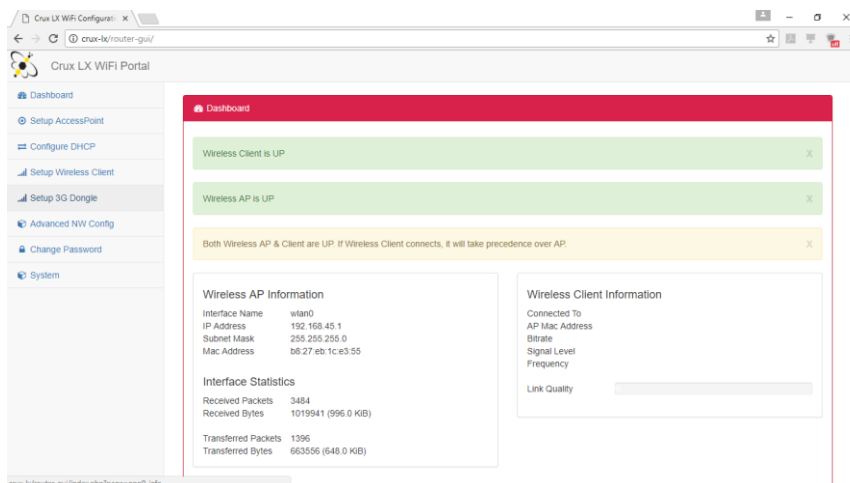 Crux LX WiFi Configurati
crux-lx/router-gui/
off
Crux LX WiFi Portal
Dashboard
Setup AccessPoint
Configure DHCP
Setup Wireless Client
Setup 3G Dongle
Advanced NW Config
Change Password
System
Dashboard
Wireless Client is UP X
Wireless AP is UP X
Both Wireless AP & Client are UP. If Wireless Client connects, it will take precedence over AP. X
Wireless AP Information
Interface Name wlan0
IP Address 192.168.45.1
Subnet Mask 255.255.255.0
Mac Address b8:27:eb:1c:e3:55
Interface Statistics
Received Packets 3484
Received Bytes 1019941 (996.0 KiB)
Transferred Packets 1396
Transferred Bytes 663556 (648.0 KiB)
Wireless Client Information
Connected To
AP Mac Address
Bitrate
Signal Level
Frequency
Link Quality